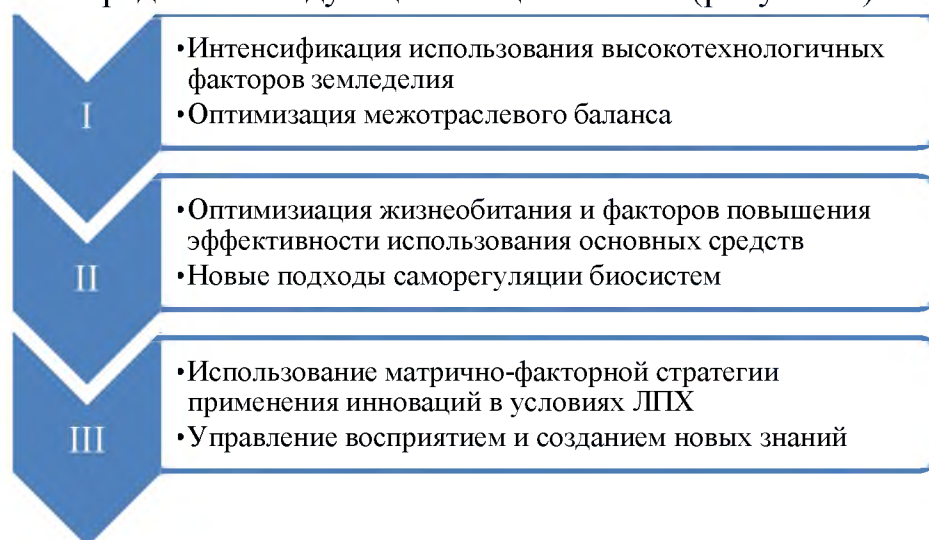 I
•Интенсификация использования высокотехнологичных
факторов земледелия
•Оптимизация межотраслевого баланса
II
•Оптимизиация жизнеобитания и факторов повышения
эффективности использования основных средств
•Новые подходы саморегуляции биосистем
III
•Использование матрично-факторной стратегии
применения инноваций в условиях ЛПХ
•Управление восприятием и созданием новых знаний